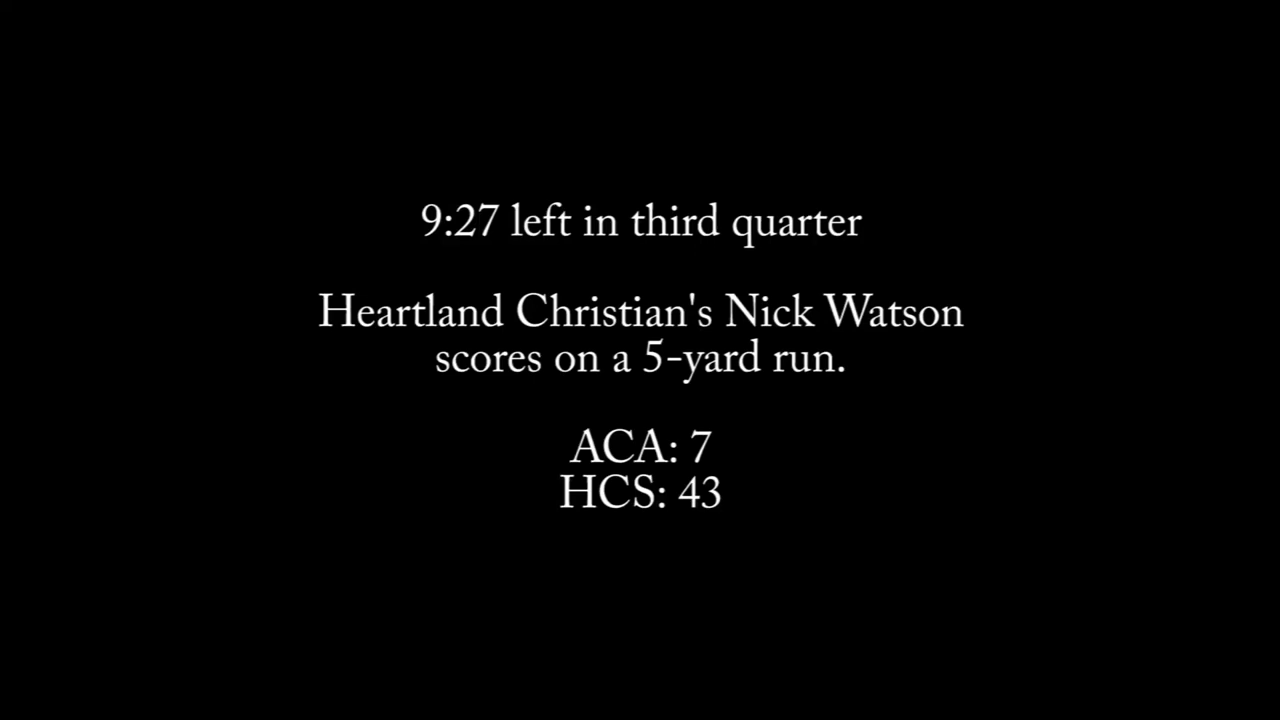 9:27 left in third quarter
Heartland Christian's Nick Watson
scores on a 5-yard run.
ACA: 7
HCS: 43